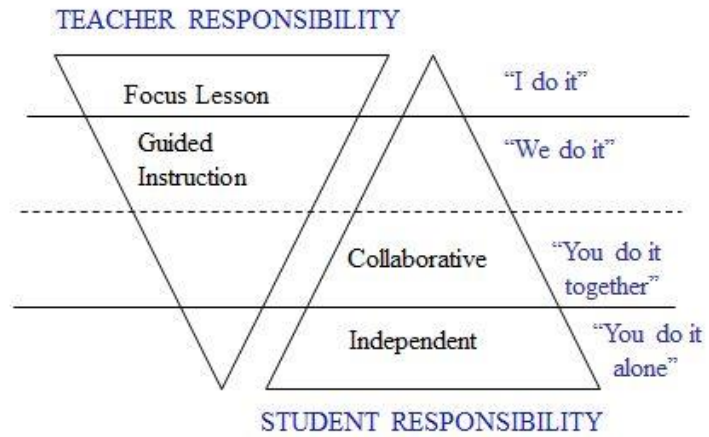 TEACHER RESPONSIBILITY
Focus Lesson
“I do it”
Guided
Instruction
“We do it”
Collaborative
“You do it
together”
Independent
“You do it
alone”
STUDENT RESPONSIBILITY